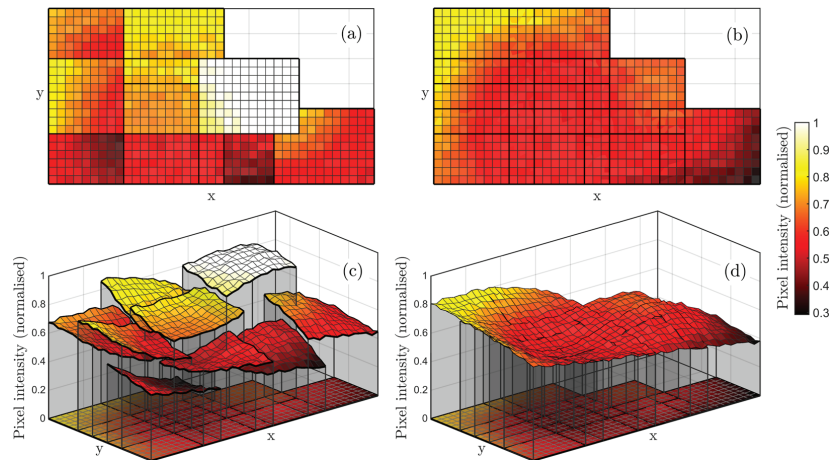 (a)
(b)
y
y
x
x
1
0.9
0.8
0.7
0.6
0.5
0.4
0.3
Pixel intensity (normalised)
(c)
(d)
1
0.8
0.6
0.4
0.2
0
Pixel intensity (normalised)
y
x
1
0.8
0.6
0.4
0.2
0
Pixel intensity (normalised)
y
x